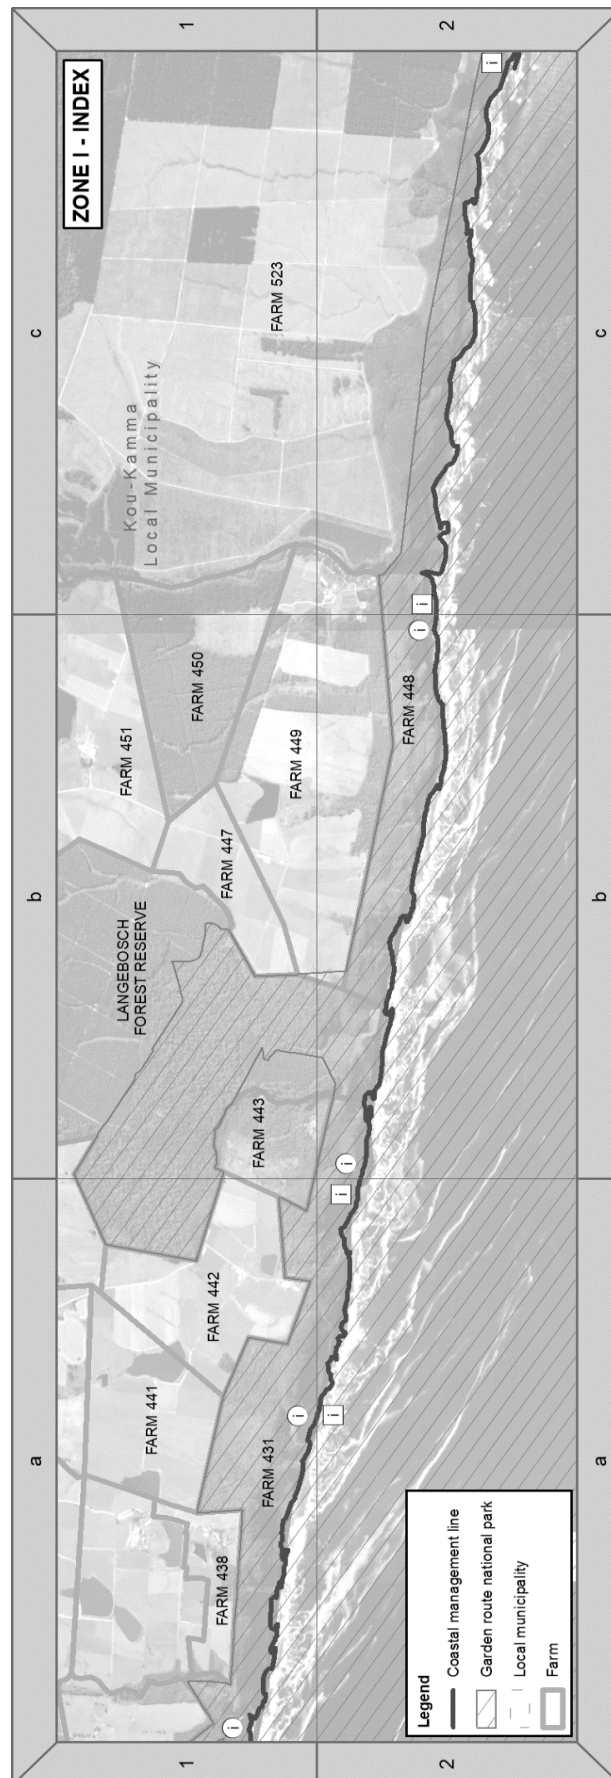 ZONE I - INDEX
a
b
c
1
1
2
2
a
b
c
Kou-Kamma
Local Municipality
LANGEBOSCH
FOREST RESERVE
FARM 438
FARM 441
FARM 431
FARM 442
FARM 443
FARM 447
FARM 451
FARM 450
FARM 449
FARM 448
FARM 523
i
i
i
i
i
i
i
i
Legend
Coastal management line
Garden route national park
Local municipality
Farm